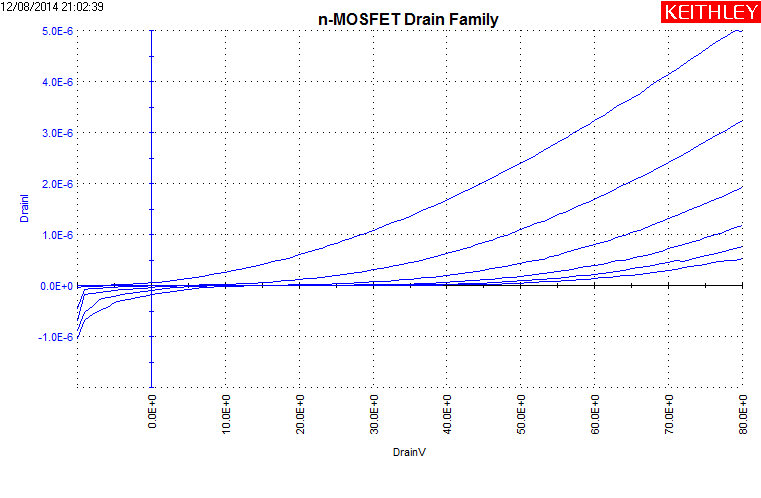 12/08/2014 21:02:39
n-MOSFET Drain Family
KEITHLEY
5.0E-6
4.0E-6
3.0E-6
2.0E-6
1.0E-6
0.0E+0
-1.0E-6
DrainI
0.0E+0
10.0E+0
20.0E+0
30.0E+0
40.0E+0
50.0E+0
60.0E+0
70.0E+0
80.0E+0
DrainV